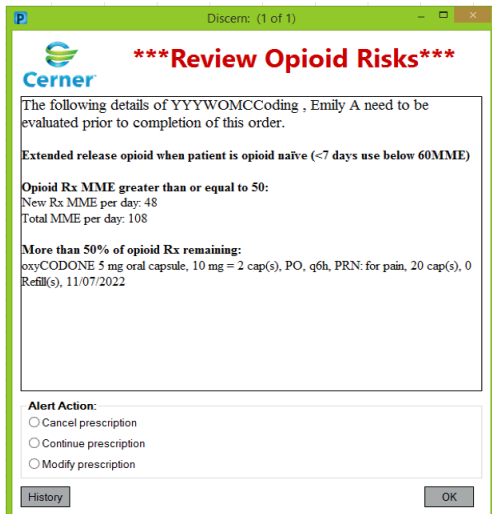 P
Discern: (1 of 1)
Cerner
***Review Opioid Risks***
The following details of YYYWOMCCoding , Emily A need to be
evaluated prior to completion of this order.
Extended release opioid when patient is opioid naïve (<7 days use below 60MME)
Opioid Rx MME greater than or equal to 50:
New Rx MME per day: 48
Total MME per day: 108
More than 50% of opioid Rx remaining:
oxyCODONE 5 mg oral capsule, 10 mg = 2 cap(s), PO, q6h, PRN: for pain, 20 cap(s), 0
Refill(s), 11/07/2022
Alert Action:
Cancel prescription
Continue prescription
Modify prescription
History
OK